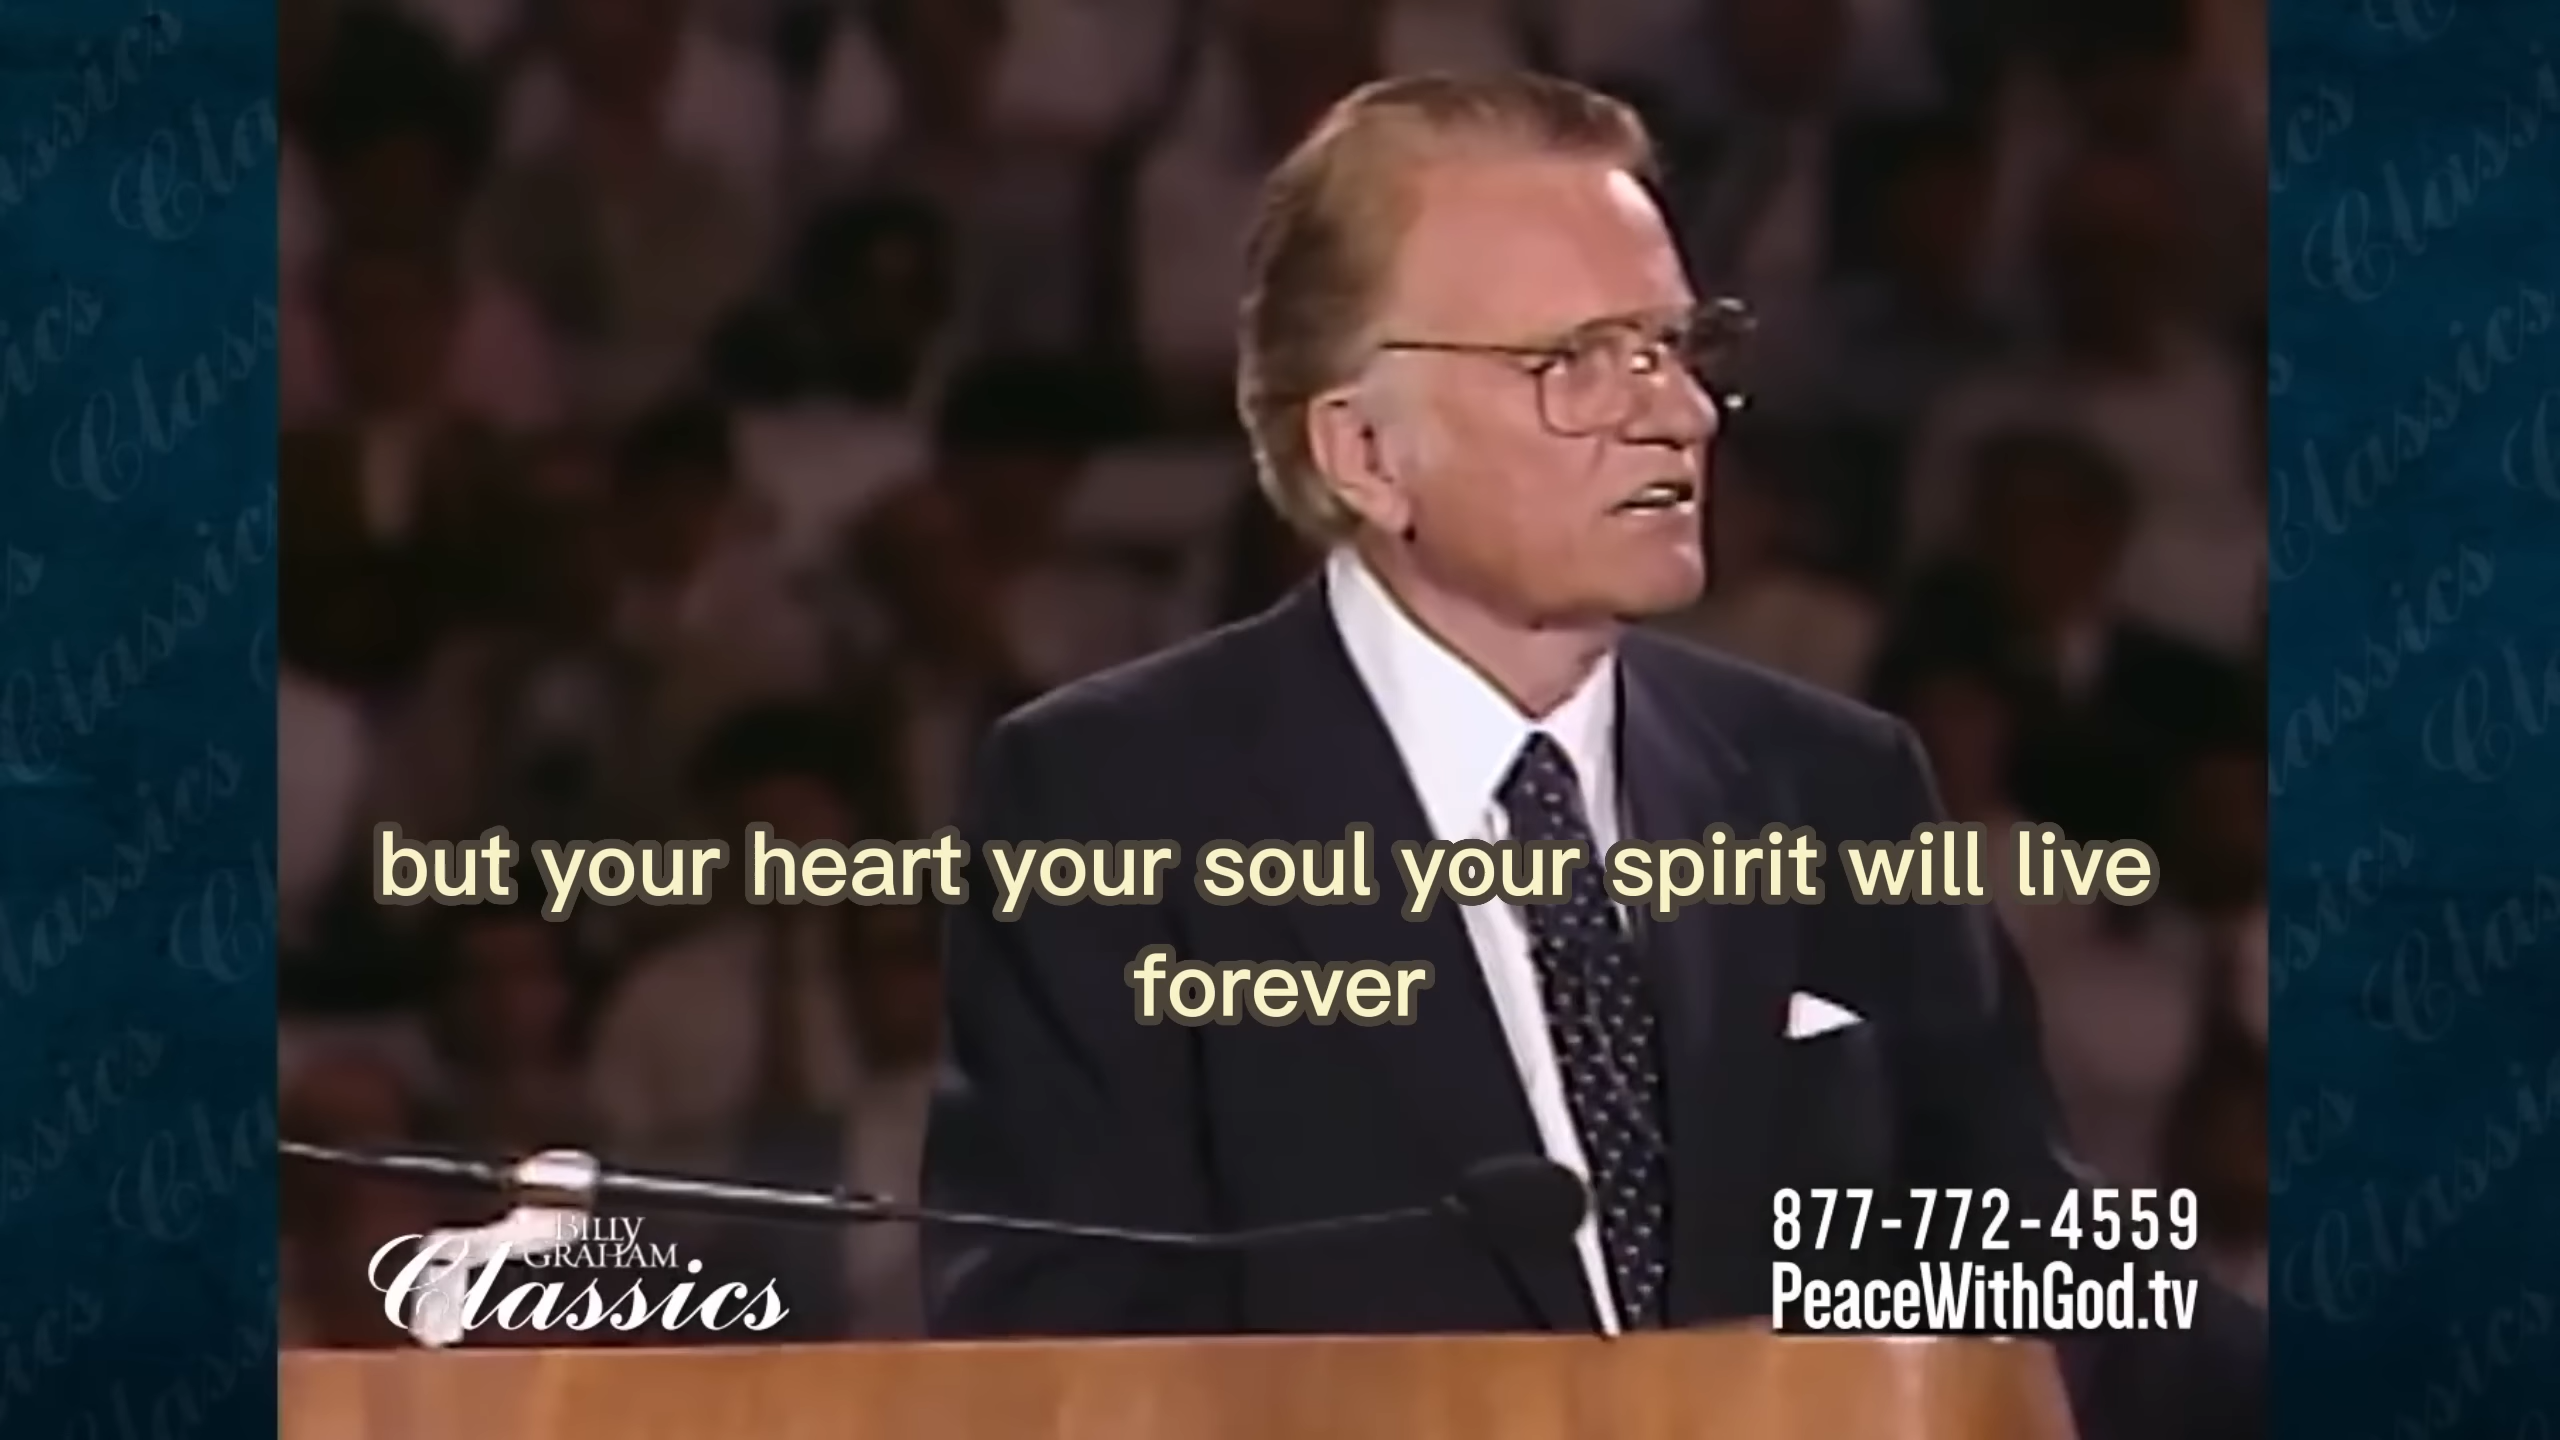 but your heart your soul your spirit will live
forever
BILLY
GRAHAM
Classics
877-772-4559
PeaceWithGod.tv